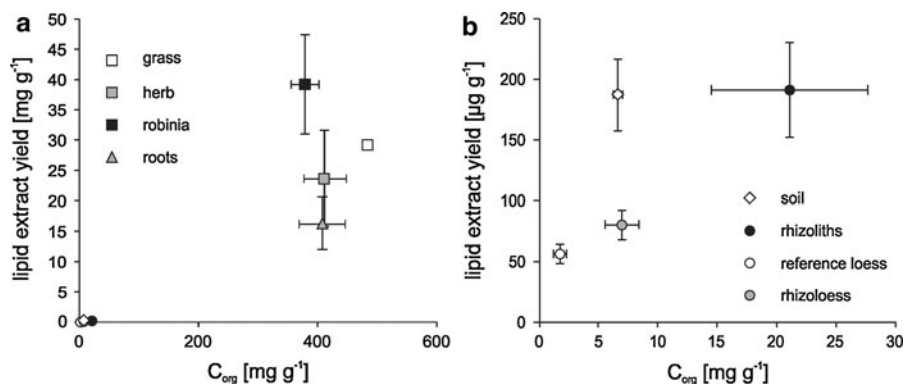 a
lipid extract yield [mg g⁻¹]
50
45
40
35
30
25
20
15
10
5
0
grass
herb
robinia
roots
0
200
400
600
C_org [mg g⁻¹]
b
lipid extract yield [µg g⁻¹]
250
200
150
100
50
0
soil
rhizoliths
reference loess
rhizoloess
0
5
10
15
20
25
30
C_org [mg g⁻¹]